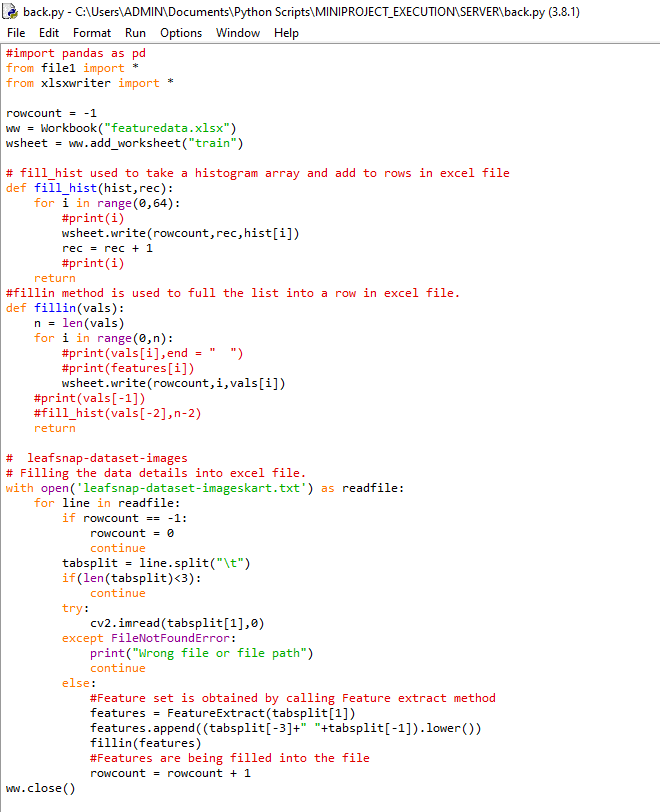 back.py - C:\Users\ADMIN\Documents\Python Scripts\MINIPROJECT_EXECUTION\SERVER\back.py (3.8.1)
File Edit Format Run Options Window Help
#import pandas as pd
from file1 import *
from xlsxwriter import *

rowcount = -1
ww = Workbook("featuredata.xlsx")
wsheet = ww.add_worksheet("train")

# fill_hist used to take a histogram array and add to rows in excel file
def fill_hist(hist,rec):
    for i in range(0,64):
        #print(i)
        wsheet.write(rowcount,rec,hist[i])
        rec = rec + 1
        #print(i)
    return
#fillin method is used to full the list into a row in excel file.
def fillin(vals):
    n = len(vals)
    for i in range(0,n):
        #print(vals[i],end = "  ")
        #print(features[i])
        wsheet.write(rowcount,i,vals[i])
    #print(vals[-1])
    #fill_hist(vals[-2],n-2)
    return

#  leafsnap-dataset-images
# Filling the data details into excel file.
with open('leafsnap-dataset-imageskart.txt') as readfile:
    for line in readfile:
        if rowcount == -1:
            rowcount = 0
            continue
        tabsplit = line.split("\t")
        if(len(tabsplit)<3):
            continue
        try:
            cv2.imread(tabsplit[1],0)
        except FileNotFoundError:
            print("Wrong file or file path")
            continue
        else:
            #Feature set is obtained by calling Feature extract method
            features = FeatureExtract(tabsplit[1])
            features.append((tabsplit[-3]+" "+tabsplit[-1]).lower())
            fillin(features)
            #Features are being filled into the file
            rowcount = rowcount + 1
ww.close()